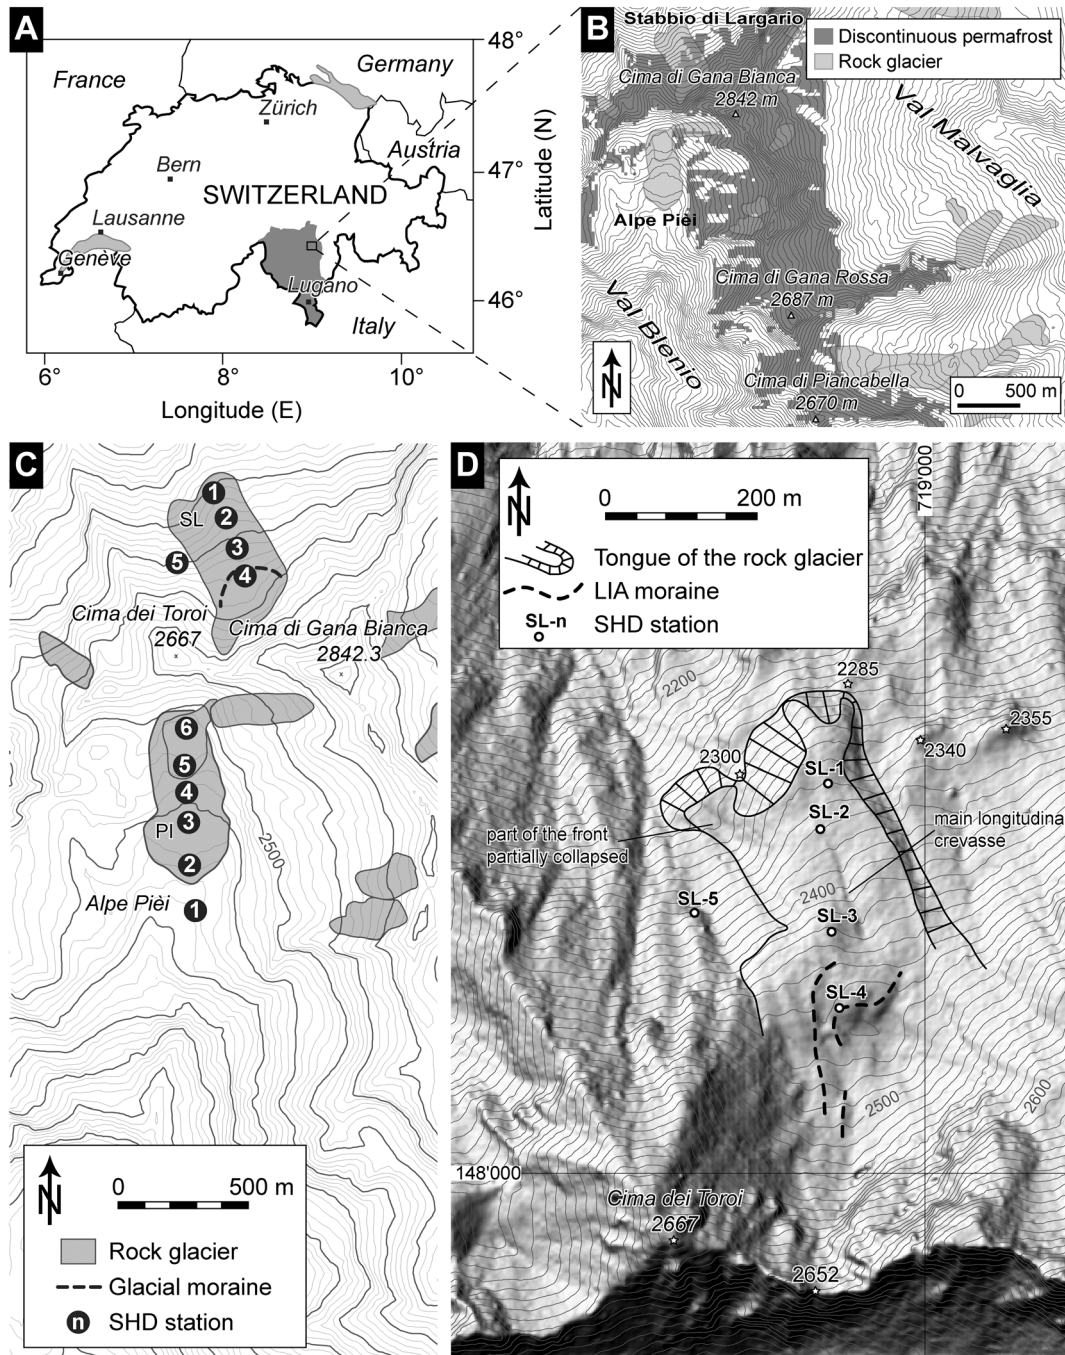 A
France
Germany
Zürich
Austria
Bern
SWITZERLAND
Lausanne
Genève
Lugano
Italy
48°
47°
46°
Latitude (N)
6°
8°
10°
Longitude (E)
B
Stabbio di Largario
Discontinuous permafrost
Rock glacier
Cima di Gana Bianca
2842 m
Val Malvaglia
Alpe Pièi
Cima di Gana Rossa
2687 m
Val Blenio
Cima di Piancabella
2670 m
N
0 500 m
C
1
SL
2
3
5
4
Cima dei Toroi
2667
Cima di Gana Bianca
2842.3
6
5
4
3
PI
2
2500
Alpe Pièi
1
N
0 500 m
Rock glacier
Glacial moraine
n SHD station
D
N
0 200 m
Tongue of the rock glacier
LIA moraine
SL-n
SHD station
719'000
2200
2285
2355
2340
2300
SL-1
SL-2
part of the front
partially collapsed
main longitudina
crevasse
2400
SL-5
SL-3
SL-4
2500
2600
148'000
Cima dei Toroi
2667
2652